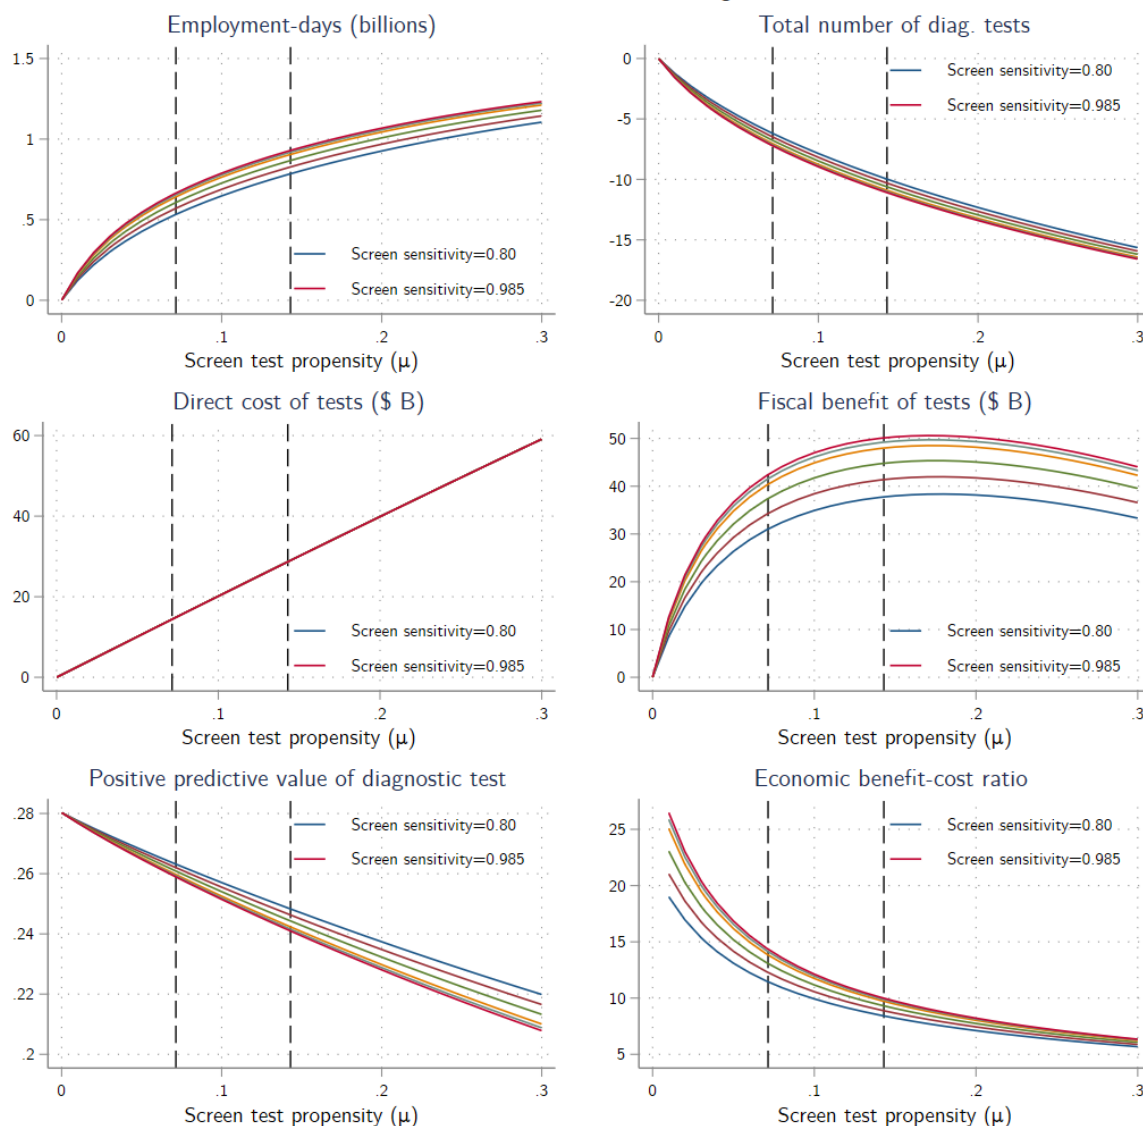 Employment-days (billions)
1.5
1
.5
0
Screen sensitivity=0.80
Screen sensitivity=0.985
0 .1 .2 .3
Screen test propensity (μ)
Total number of diag. tests
0
-5
-10
-15
-20
Screen sensitivity=0.80
Screen sensitivity=0.985
0 .1 .2 .3
Screen test propensity (μ)
Direct cost of tests ($ B)
60
40
20
0
Screen sensitivity=0.80
Screen sensitivity=0.985
0 .1 .2 .3
Screen test propensity (μ)
Fiscal benefit of tests ($ B)
50
40
30
20
10
0
Screen sensitivity=0.80
Screen sensitivity=0.985
0 .1 .2 .3
Screen test propensity (μ)
Positive predictive value of diagnostic test
.28
.26
.24
.22
.2
Screen sensitivity=0.80
Screen sensitivity=0.985
0 .1 .2 .3
Screen test propensity (μ)
Economic benefit-cost ratio
25
20
15
10
5
Screen sensitivity=0.80
Screen sensitivity=0.985
0 .1 .2 .3
Screen test propensity (μ)